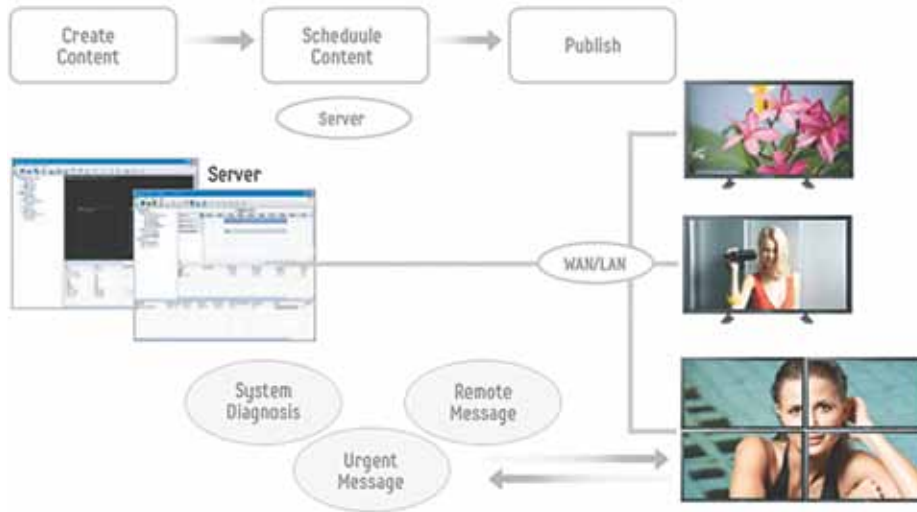 Create
Content
Scheduule
Content
Publish
Server
Server
WAN/LAN
System
Diagnosis
Remote
Message
Urgent
Message